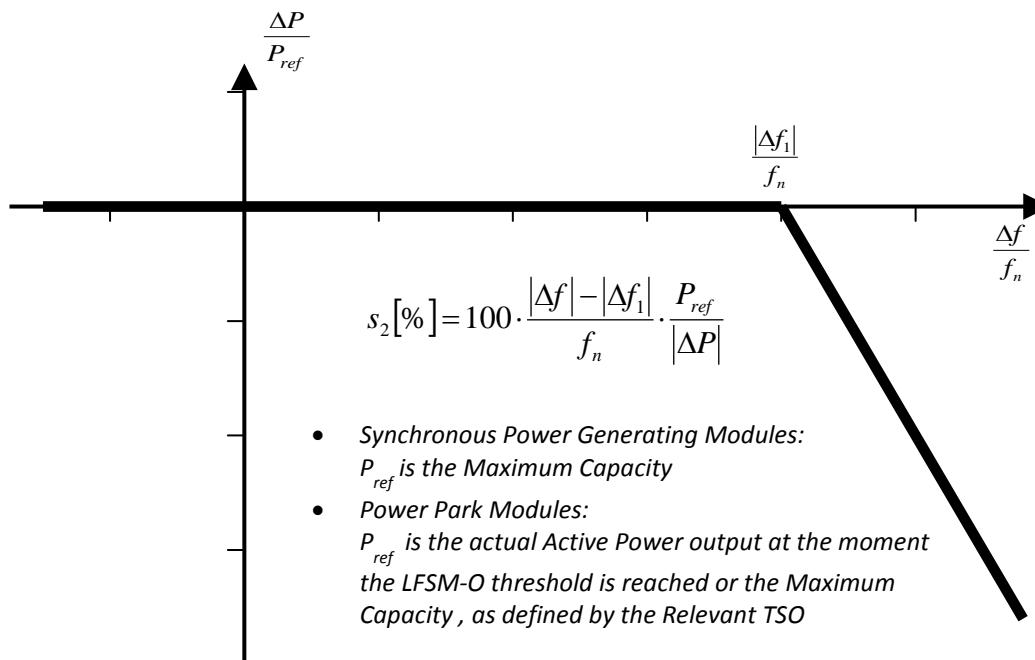 ΔP
P_ref
|Δf₁|
f_n
Δf
f_n
s₂[%] = 100 · (|Δf| − |Δf₁|)/f_n · P_ref/|ΔP|
• Synchronous Power Generating Modules:
P_ref is the Maximum Capacity
• Power Park Modules:
P_ref is the actual Active Power output at the moment
the LFSM-O threshold is reached or the Maximum
Capacity , as defined by the Relevant TSO